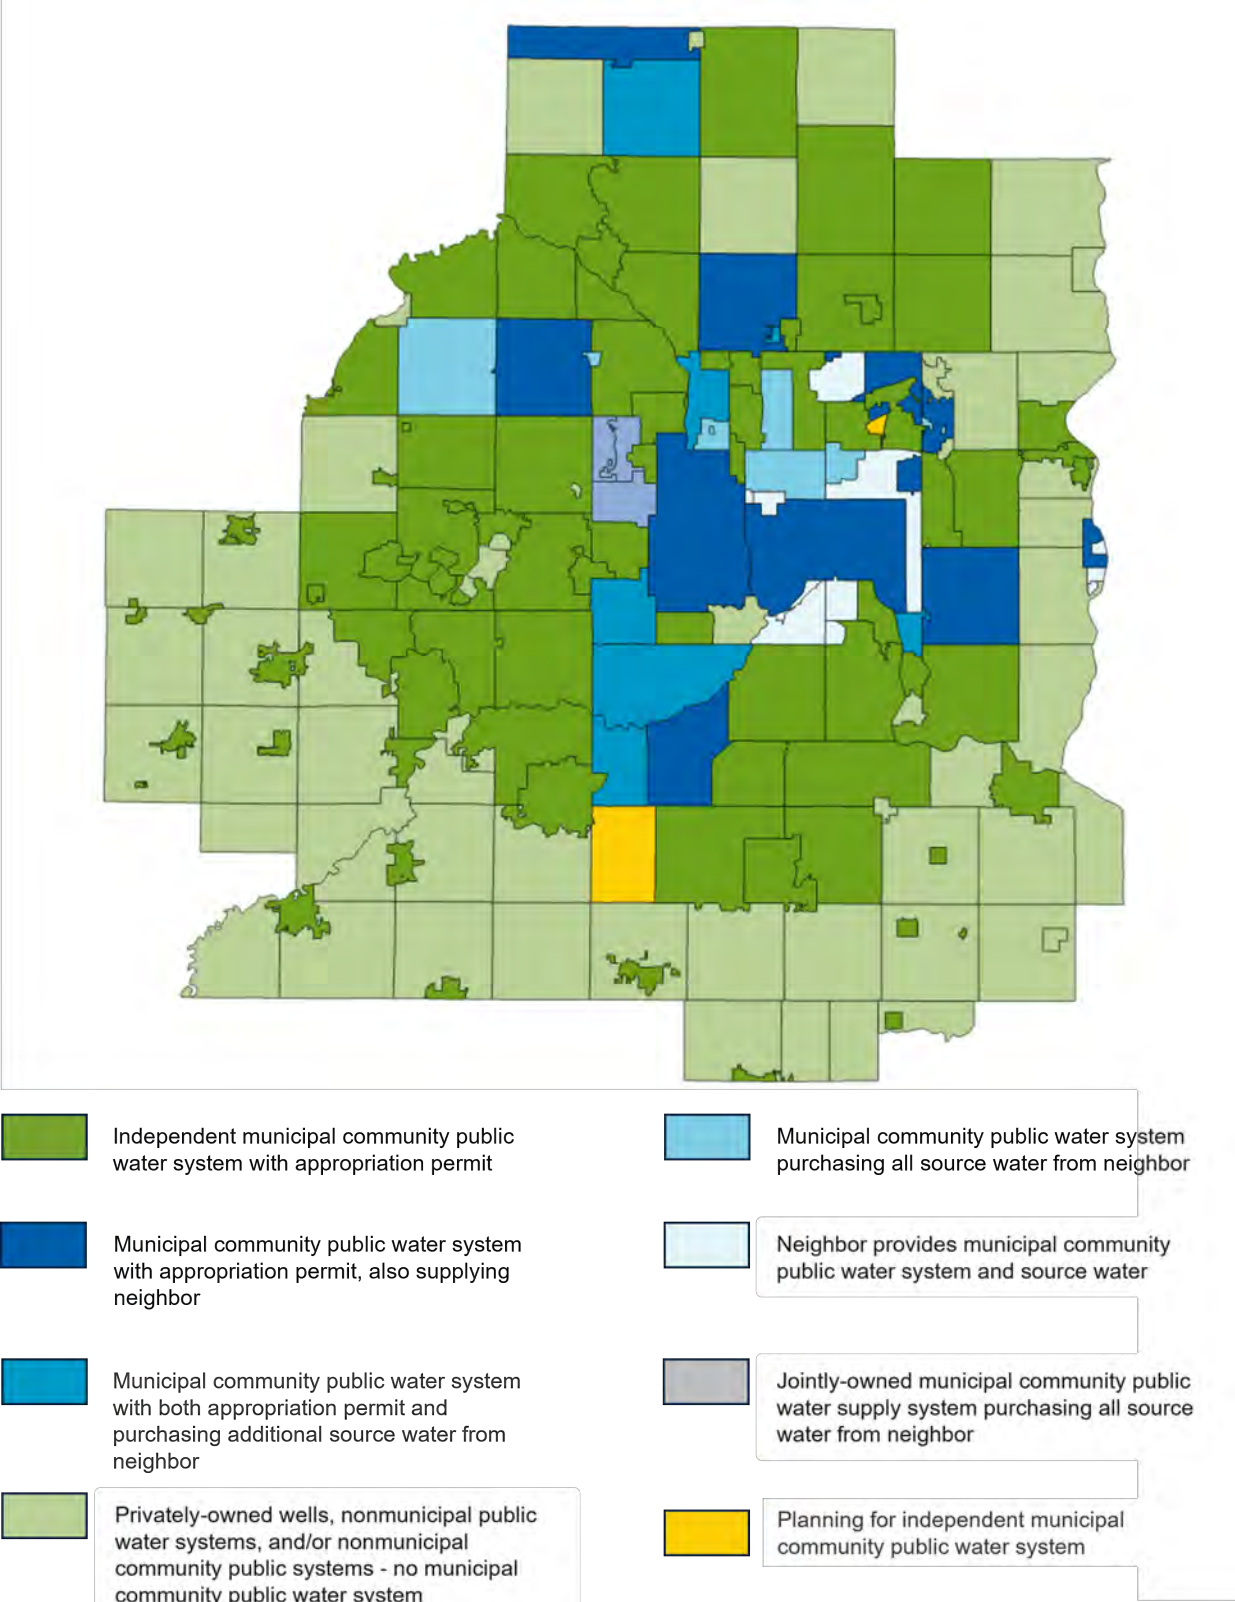 Independent municipal community public
water system with appropriation permit
Municipal community public water system
with appropriation permit, also supplying
neighbor
Municipal community public water system
with both appropriation permit and
purchasing additional source water from
neighbor
Privately-owned wells, nonmunicipal public
water systems, and/or nonmunicipal
community public systems - no municipal
community public water system
Municipal community public water system
purchasing all source water from neighbor
Neighbor provides municipal community
public water system and source water
Jointly-owned municipal community public
water supply system purchasing all source
water from neighbor
Planning for independent municipal
community public water system